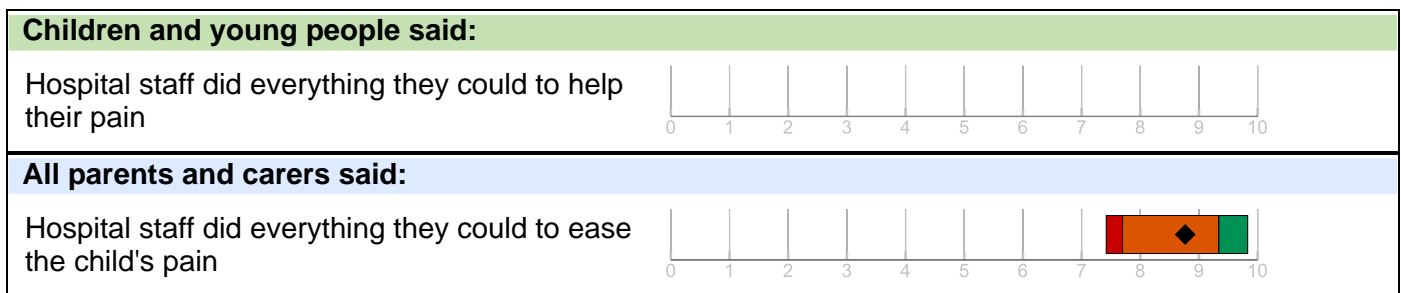 Children and young people said:
Hospital staff did everything they could to help
their pain
0 1 2 3 4 5 6 7 8 9 10
All parents and carers said:
Hospital staff did everything they could to ease
the child's pain
0 1 2 3 4 5 6 7 8 9 10